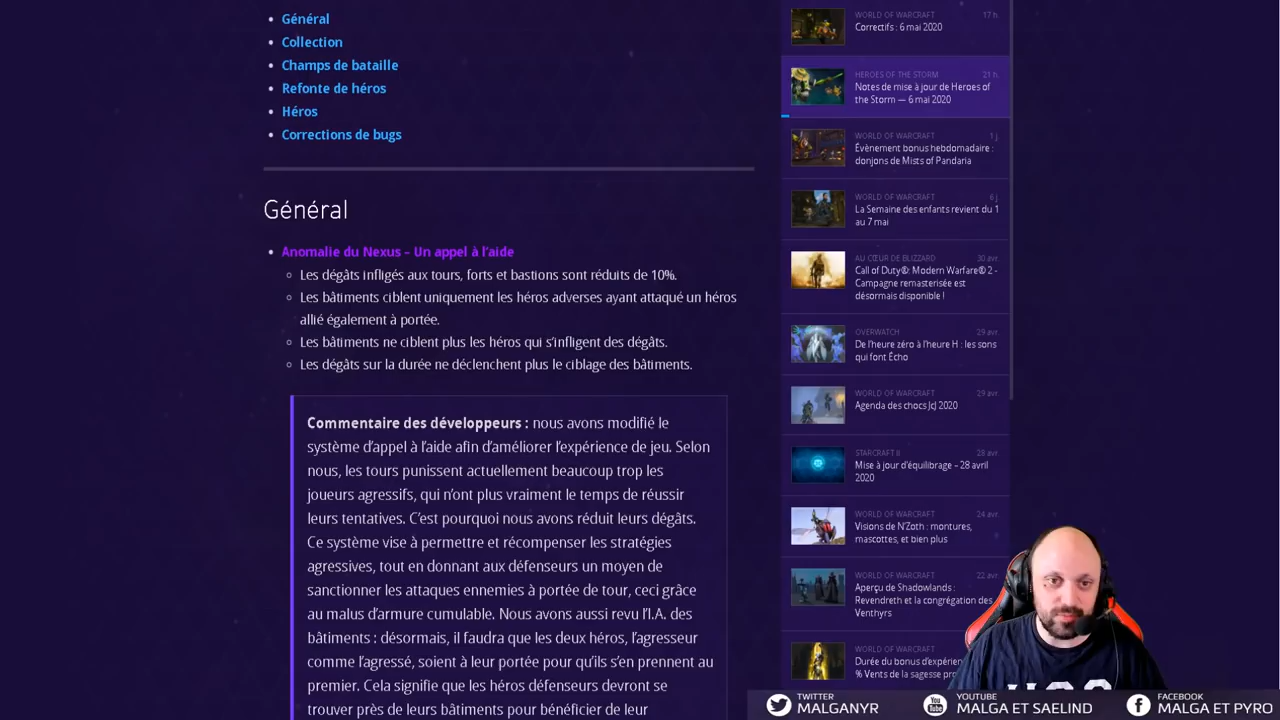 Général
Collection
Champs de bataille
Refonte de héros
Héros
Corrections de bugs
Général
Anomalie du Nexus – Un appel à l'aide
Les dégâts infligés aux tours, forts et bastions sont réduits de 10%.
Les bâtiments ciblent uniquement les héros adverses ayant attaqué un héros
allié également à portée.
Les bâtiments ne ciblent plus les héros qui s'infligent des dégâts.
Les dégâts sur la durée ne déclenchent plus le ciblage des bâtiments.
Commentaire des développeurs : nous avons modifié le
système d'appel à l'aide afin d'améliorer l'expérience de jeu. Selon
nous, les tours punissent actuellement beaucoup trop les
joueurs agressifs, qui n'ont plus vraiment le temps de réussir
leurs tentatives. C'est pourquoi nous avons réduit leurs dégâts.
Ce système vise à permettre et récompenser les stratégies
agressives, tout en donnant aux défenseurs un moyen de
sanctionner les attaques ennemies à portée de tour, ceci grâce
au malus d'armure cumulable. Nous avons aussi revu l'I.A. des
bâtiments : désormais, il faudra que les deux héros, l'agresseur
comme l'agressé, soient à leur portée pour qu'ils s'en prennent au
premier. Cela signifie que les héros défenseurs devront se
trouver près de leurs bâtiments pour bénéficier de leur
WORLD OF WARCRAFT 17 h.
Correctifs : 6 mai 2020
HEROES OF THE STORM 21 h.
Notes de mise à jour de Heroes of
the Storm — 6 mai 2020
WORLD OF WARCRAFT 1 j.
Évènement bonus hebdomadaire :
donjons de Mists of Pandaria
WORLD OF WARCRAFT 6 j.
La Semaine des enfants revient du 1
au 7 mai
AU CŒUR DE BLIZZARD 30 avr.
Call of Duty®: Modern Warfare® 2 -
Campagne remasterisée est
désormais disponible !
OVERWATCH 29 avr.
De l'heure zéro à l'heure H : les sons
qui font Écho
WORLD OF WARCRAFT 29 avr.
Agenda des chocs JcJ 2020
STARCRAFT II 28 avr.
Mise à jour d'équilibrage – 28 avril
2020
WORLD OF WARCRAFT 24 avr.
Visions de N'Zoth : montures,
mascottes, et bien plus
WORLD OF WARCRAFT 22 avr.
Aperçu de Shadowlands :
Revendreth et la congrégation des
Venthyrs
WORLD OF WARCRAFT
Durée du bonus d'expérien
% Vents de la sagesse pro
TWITTER
MALGANYR
YOUTUBE
MALGA ET SAELIND
FACEBOOK
MALGA ET PYRO